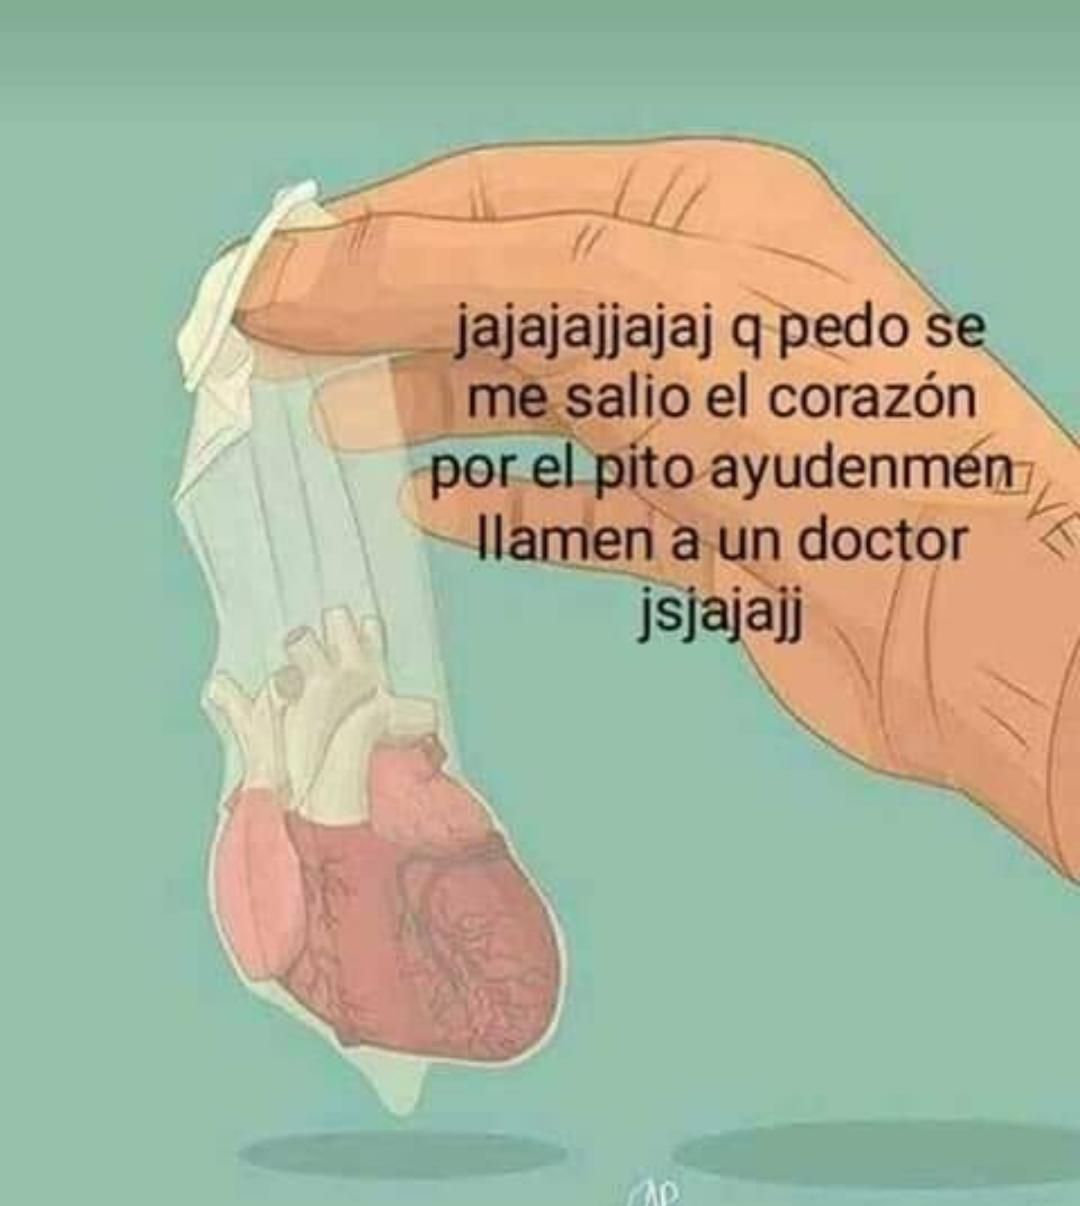 jajajajjajaj q pedo se
me salio el corazón
por el pito ayudenmen
llamen a un doctor
jsjajajj